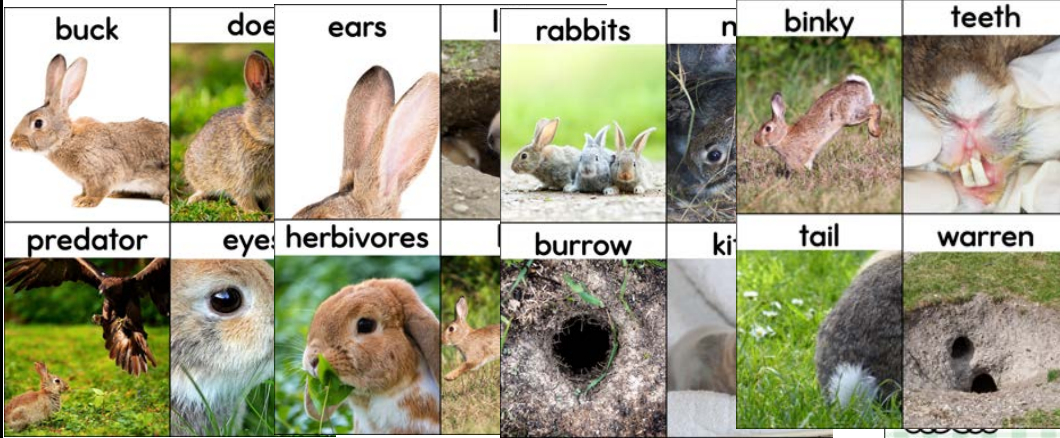 buck
ears
rabbits
binky
teeth
predator
herbivores
burrow
tail
warren